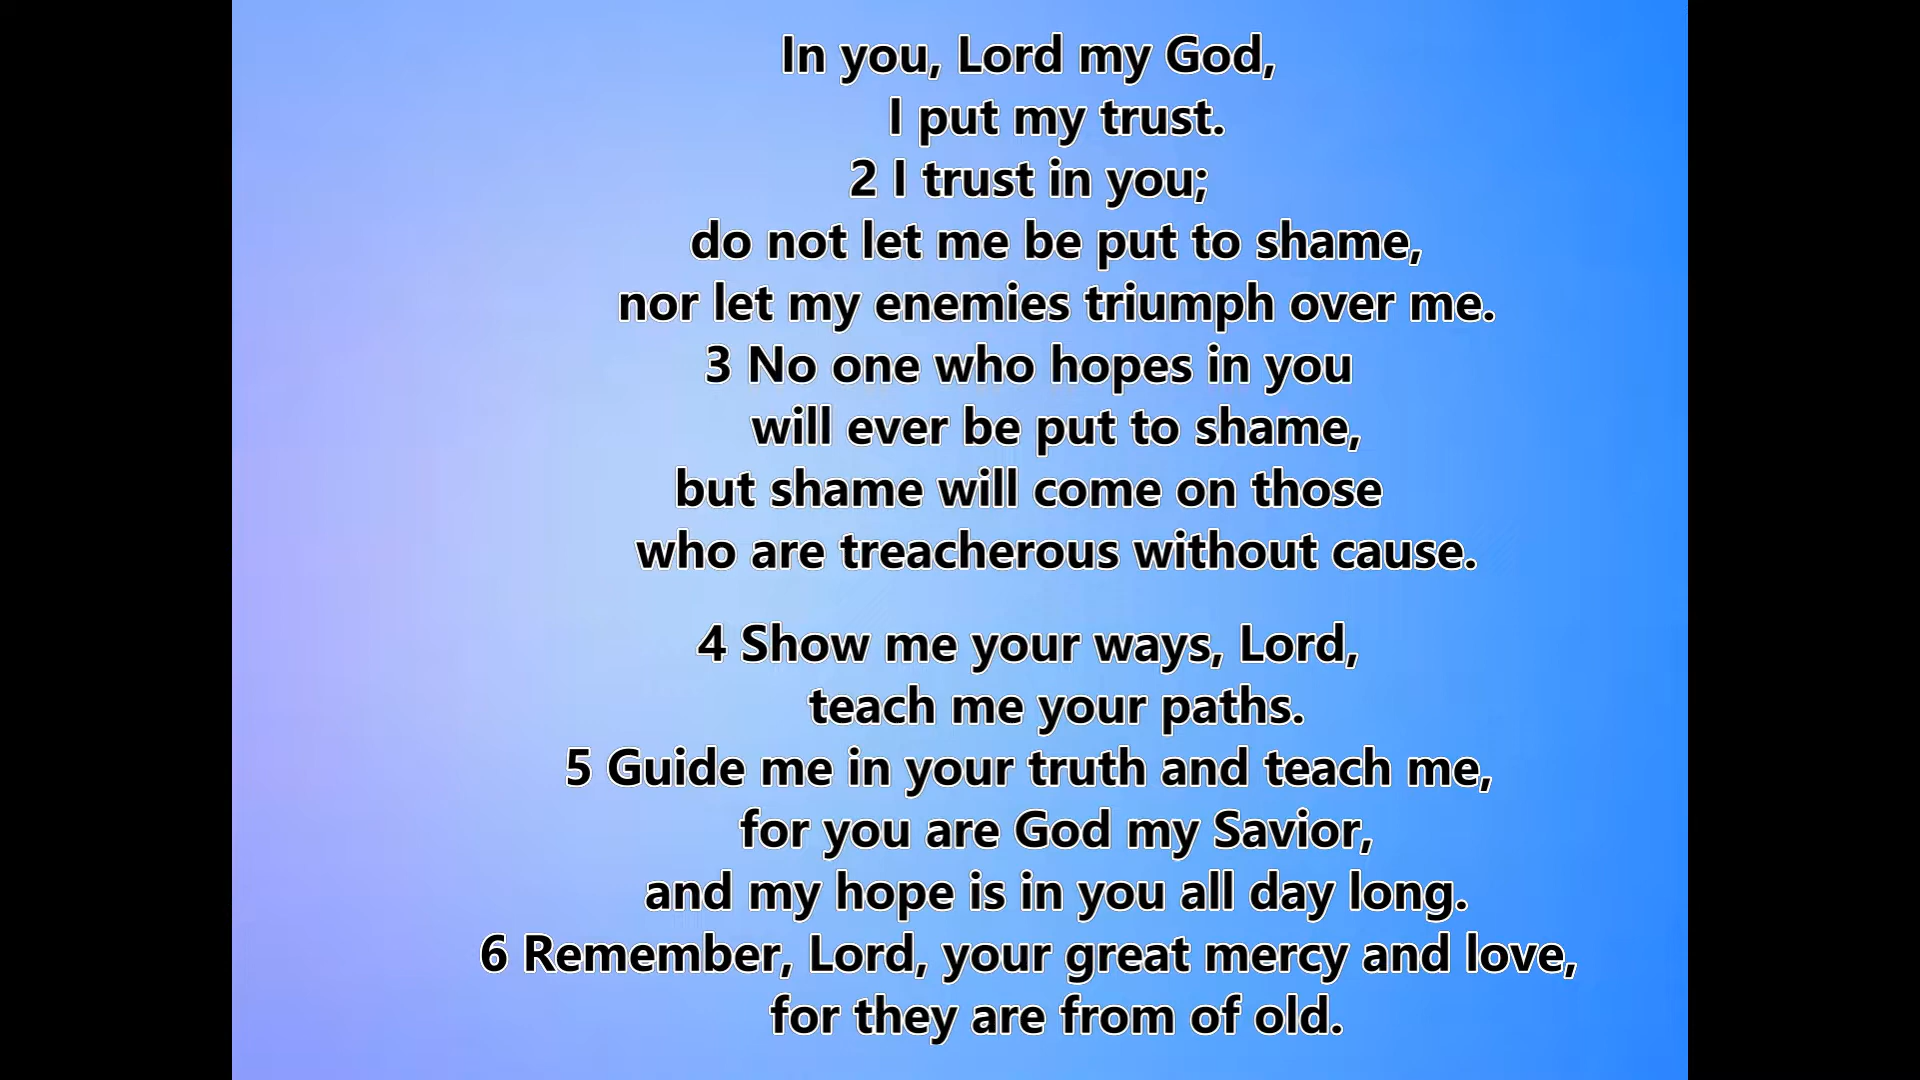 In you, Lord my God,
I put my trust.
2 I trust in you;
do not let me be put to shame,
nor let my enemies triumph over me.
3 No one who hopes in you
will ever be put to shame,
but shame will come on those
who are treacherous without cause.
4 Show me your ways, Lord,
teach me your paths.
5 Guide me in your truth and teach me,
for you are God my Savior,
and my hope is in you all day long.
6 Remember, Lord, your great mercy and love,
for they are from of old.